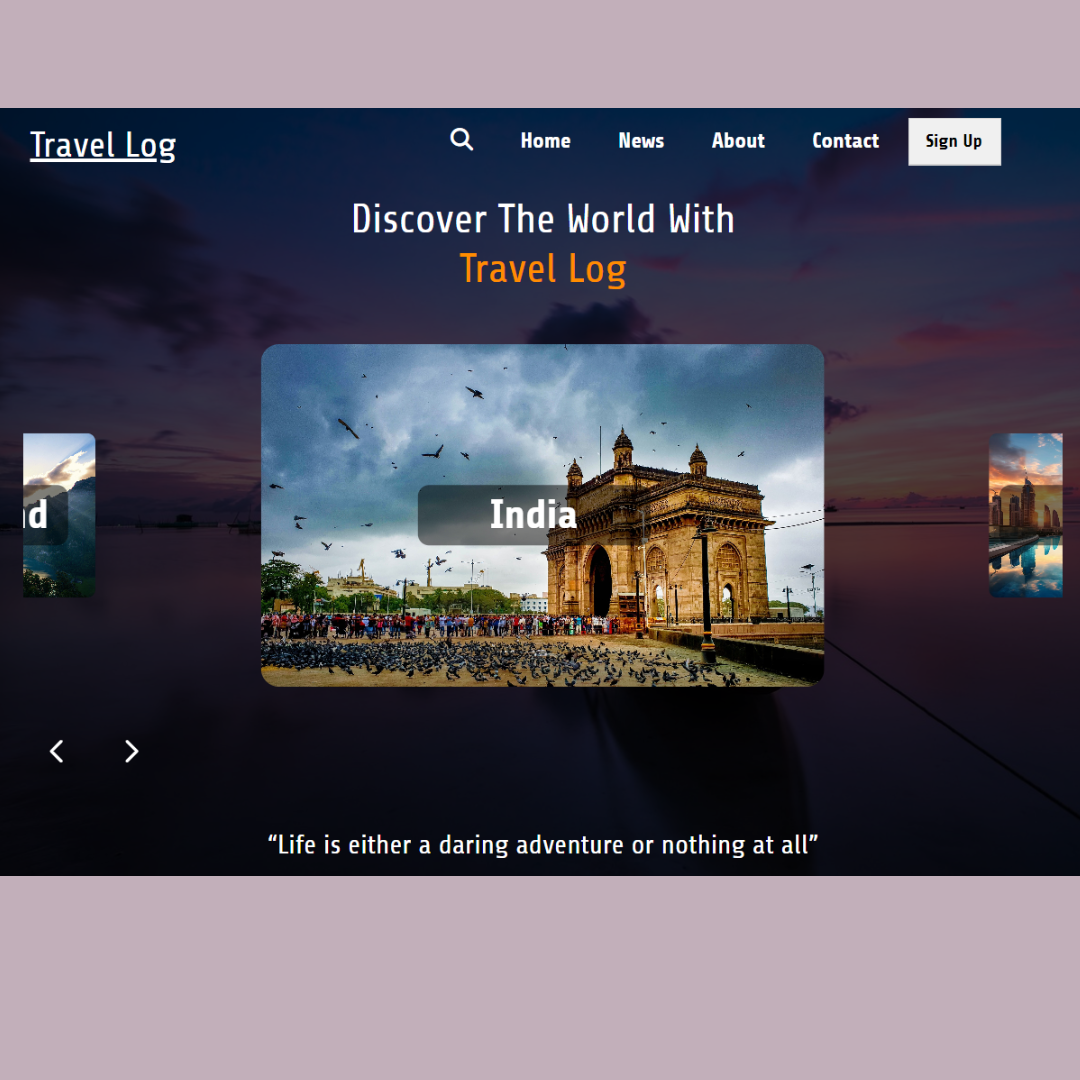 Travel Log
Home News About Contact Sign Up
Discover The World With
Travel Log
India
“Life is either a daring adventure or nothing at all”